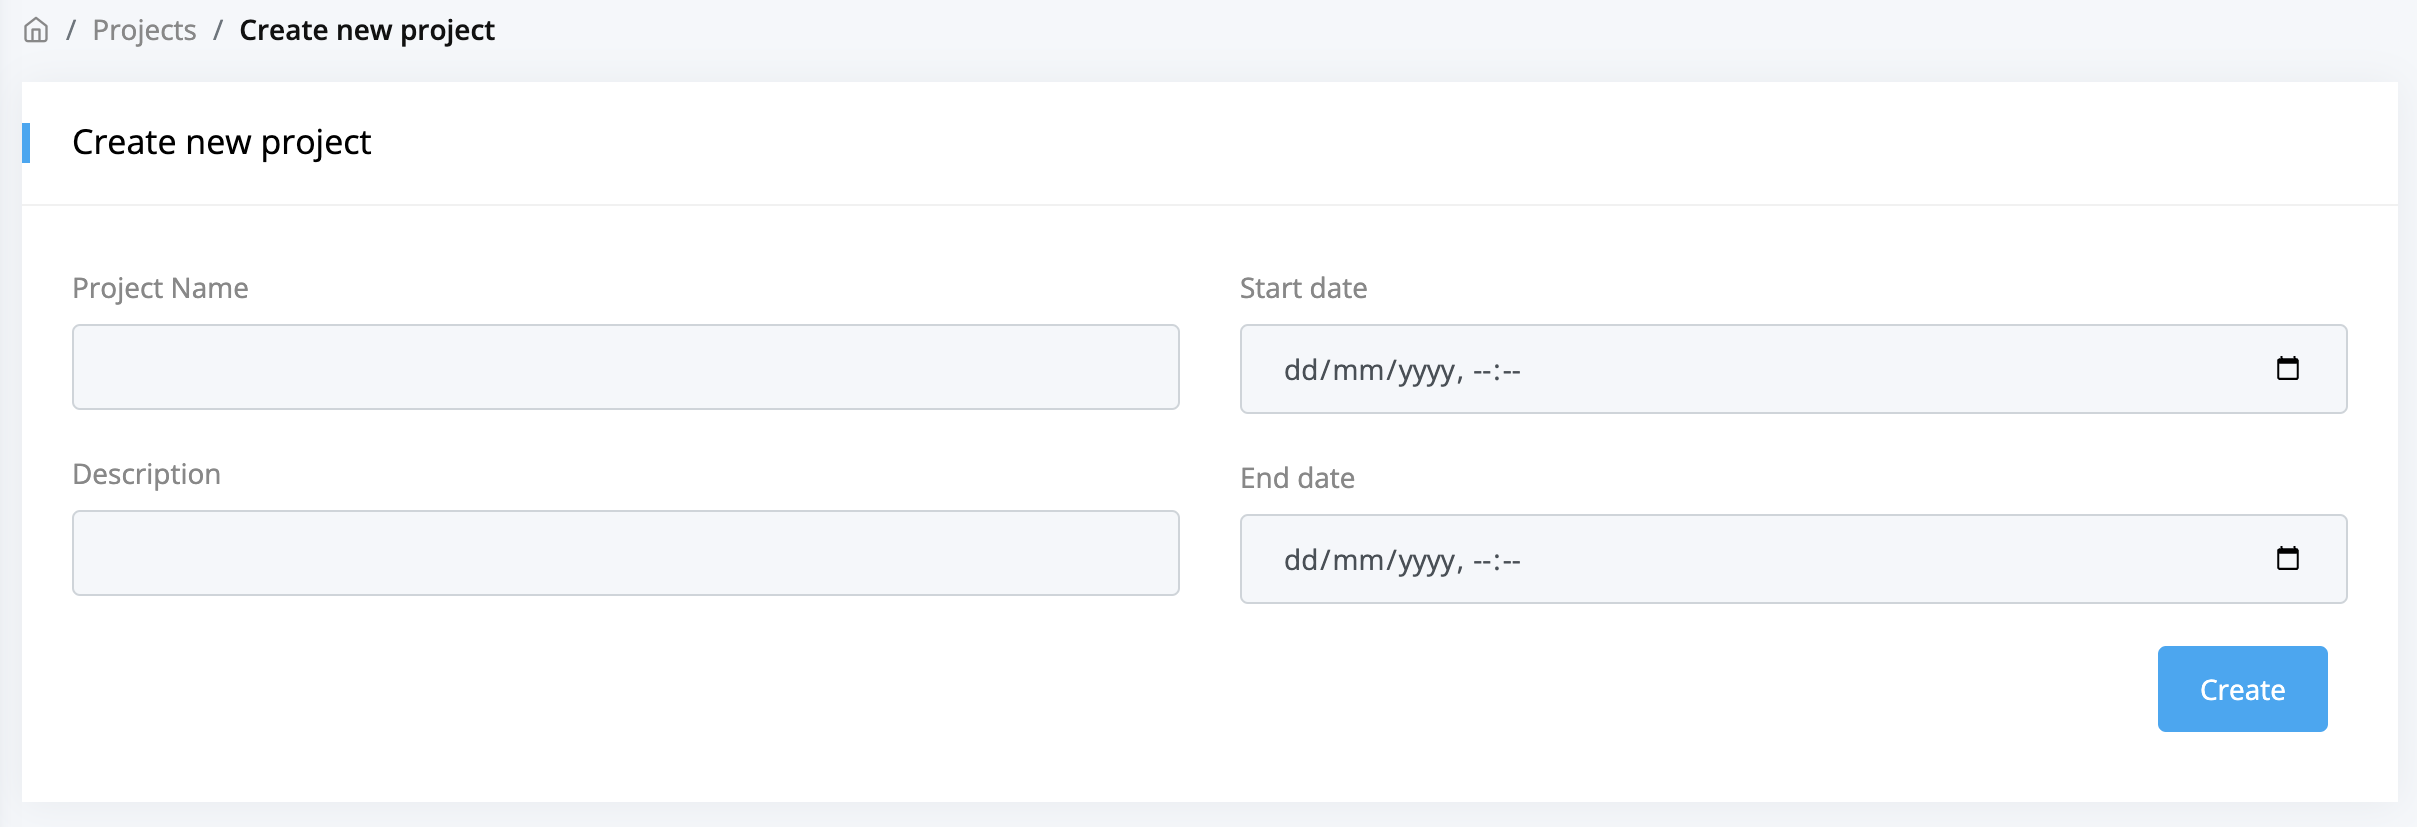 / Projects / Create new project
Create new project
Project Name
Start date
dd/mm/yyyy, --:--
Description
End date
dd/mm/yyyy, --:--
Create